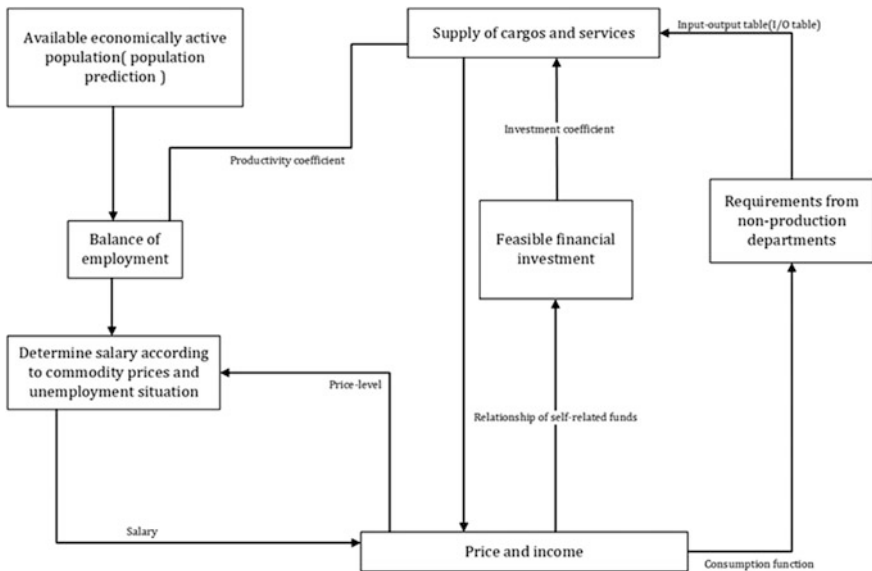 Available economically active
population( population
prediction )
Supply of cargos and services
Input-output table(I/O table)
Investment coefficient
Productivity coefficient
Requirements from
non-production
departments
Balance of
employment
Feasible financial
investment
Determine salary according
to commodity prices and
unemployment situation
Price-level
Relationship of self-related funds
Salary
Price and income
Consumption function